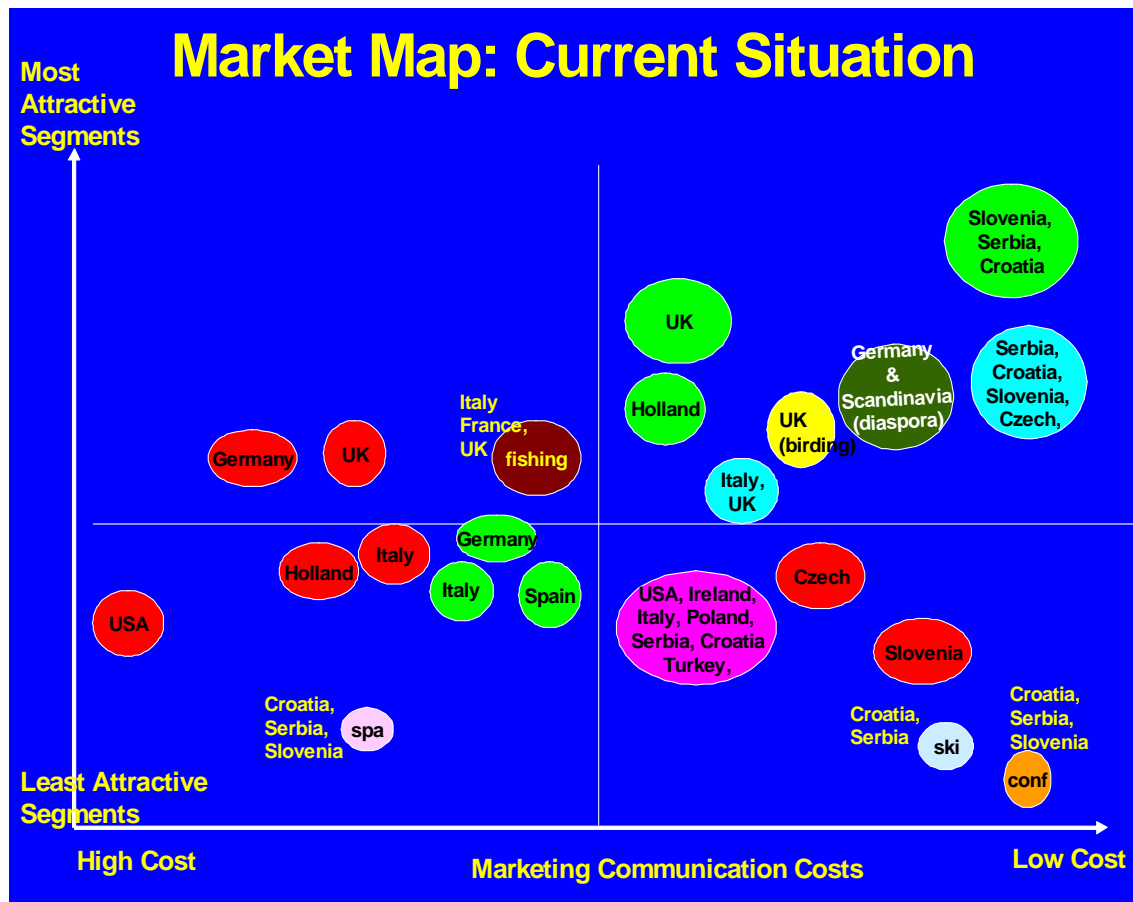 Market Map: Current Situation
Most
Attractive
Segments
Slovenia,
Serbia,
Croatia
UK
Germany
&
Scandinavia
(diaspora)
Serbia,
Croatia,
Slovenia,
Czech,
Holland
UK
(birding)
Italy
France,
UK
fishing
Germany
UK
Italy,
UK
Germany
Italy
Holland
Italy
Spain
Czech
USA
USA, Ireland,
Italy, Poland,
Serbia, Croatia
Turkey,
Slovenia
Croatia,
Serbia,
Slovenia
spa
Croatia,
Serbia
ski
Croatia,
Serbia,
Slovenia
conf
Least Attractive
Segments
High Cost
Marketing Communication Costs
Low Cost